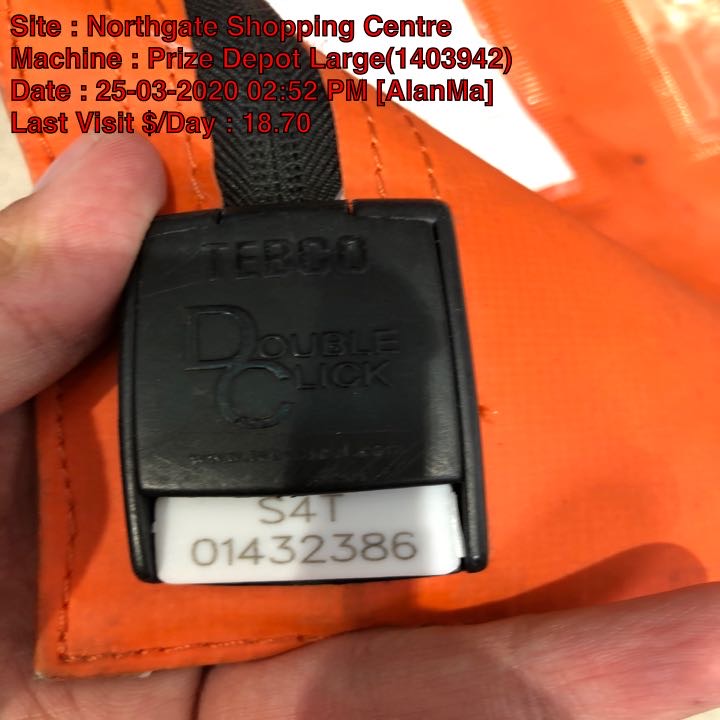 Site : Northgate Shopping Centre
Machine : Prize Depot Large(1403942)
Date : 25-03-2020 02:52 PM [AlanMa]
Last Visit $/Day : 18.70
TEBCO
DOUBLE
CLICK
S4T
01432386